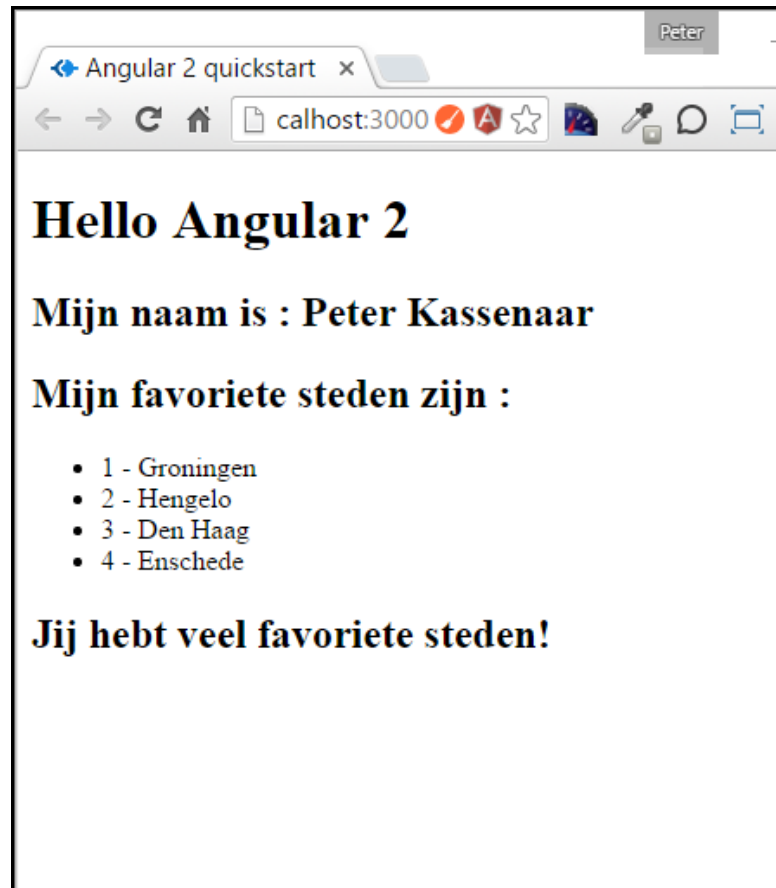 Peter
Angular 2 quickstart
calhost:3000
Hello Angular 2
Mijn naam is : Peter Kassenaar
Mijn favoriete steden zijn :
1 - Groningen
2 - Hengelo
3 - Den Haag
4 - Enschede
Jij hebt veel favoriete steden!